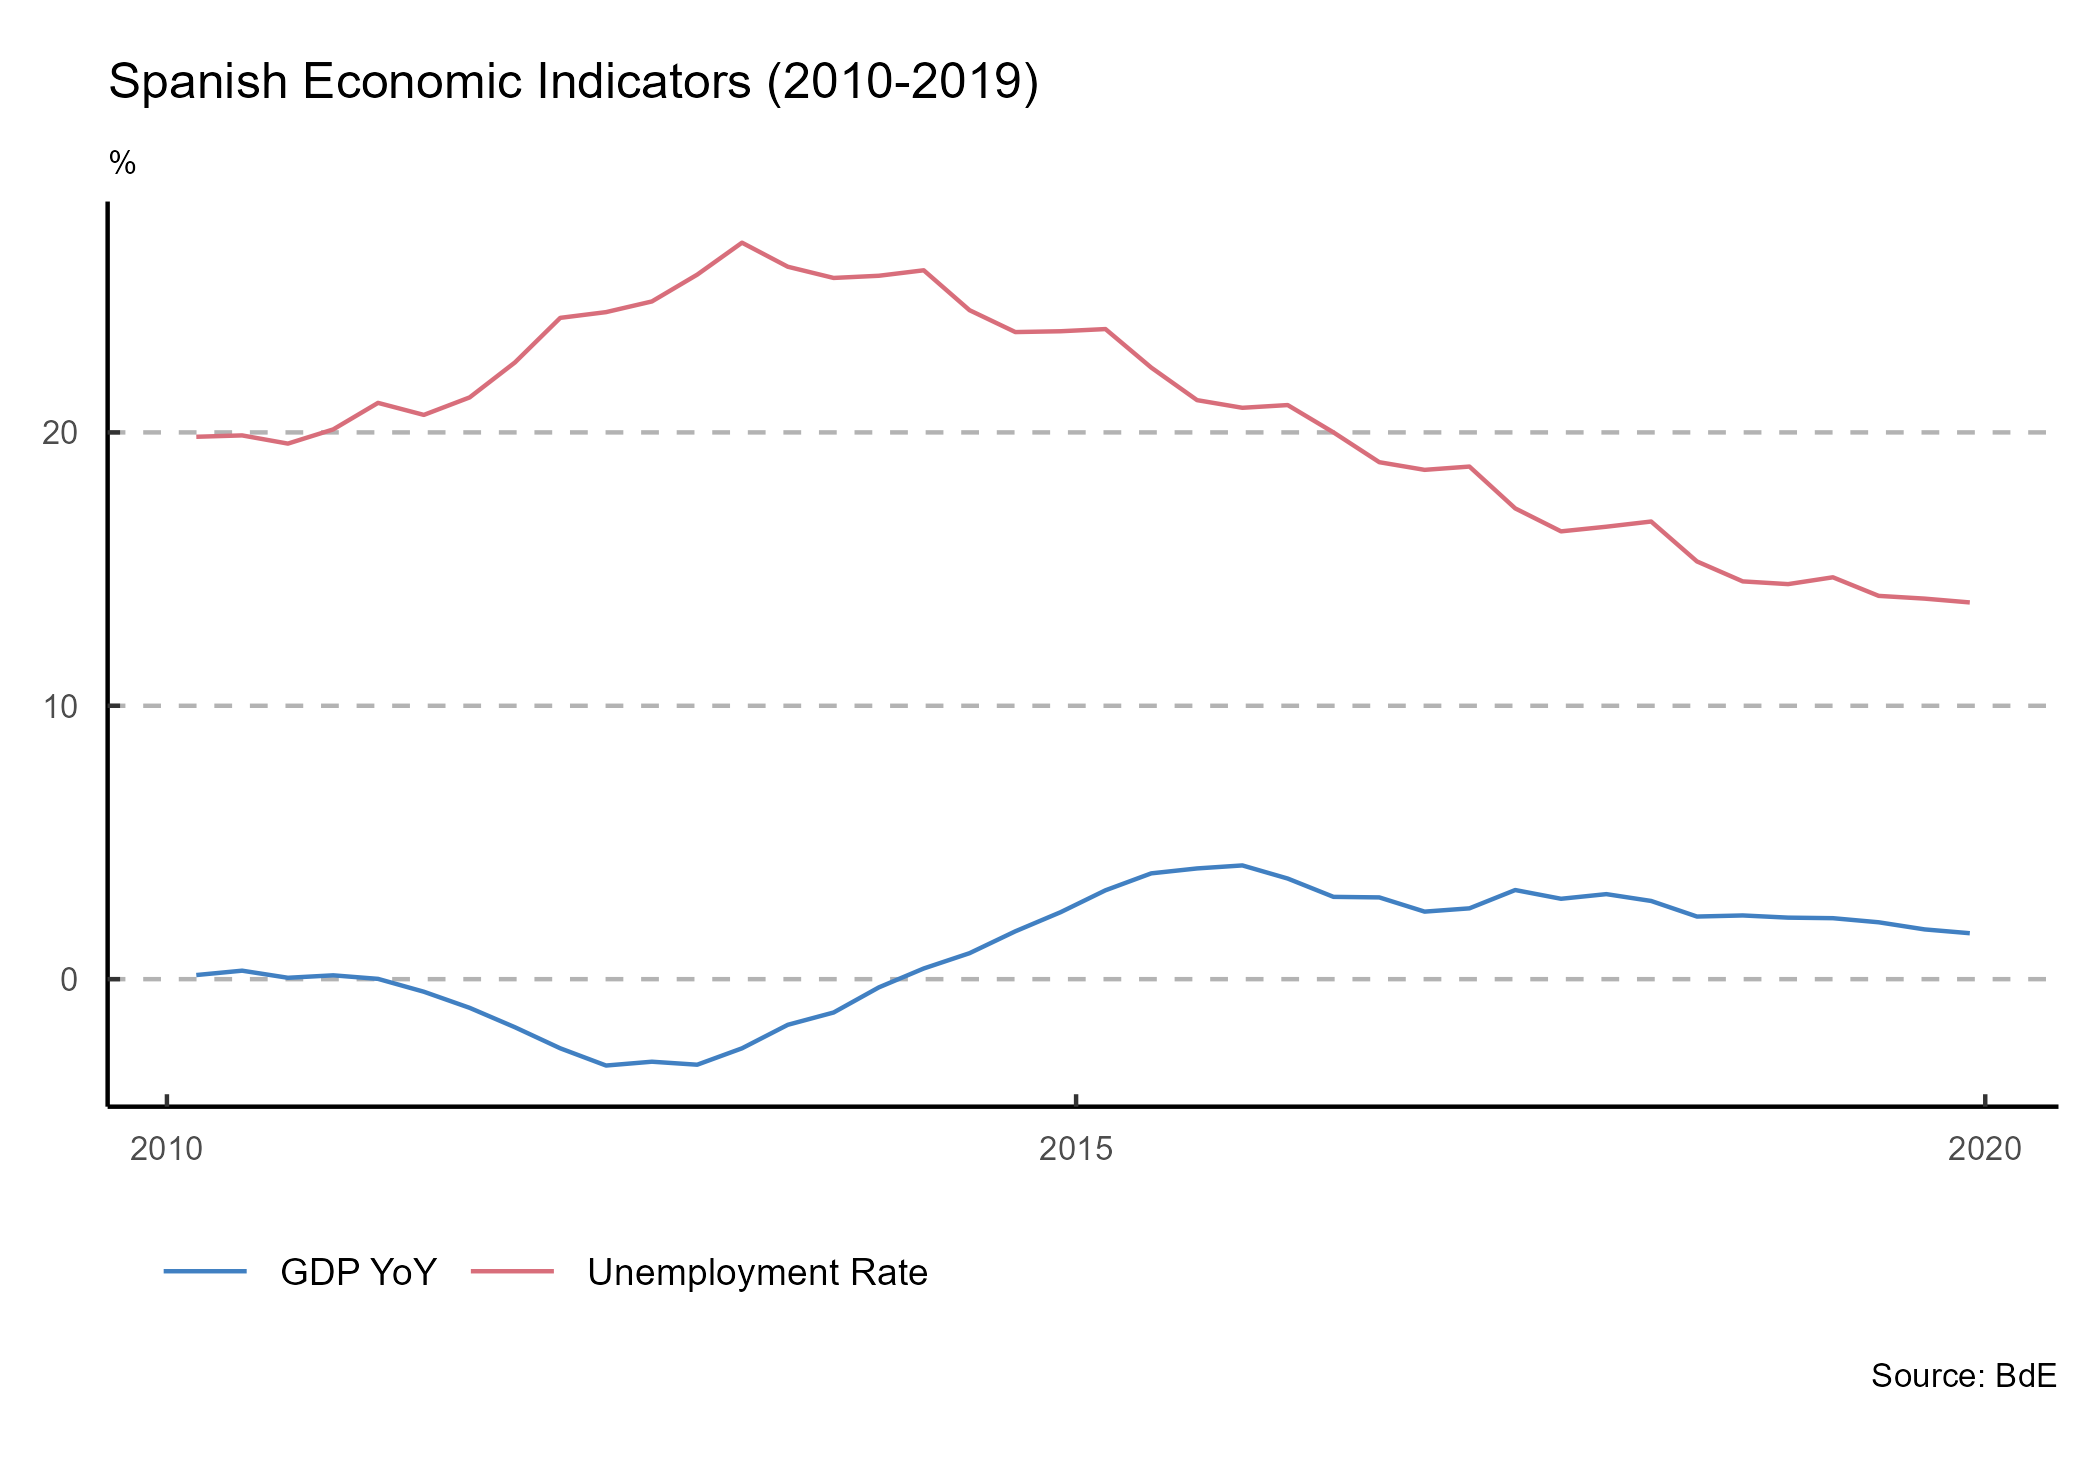 Spanish Economic Indicators (2010-2019)
%
20
10
0
2010 2015 2020
GDP YoY Unemployment Rate
Source: BdE